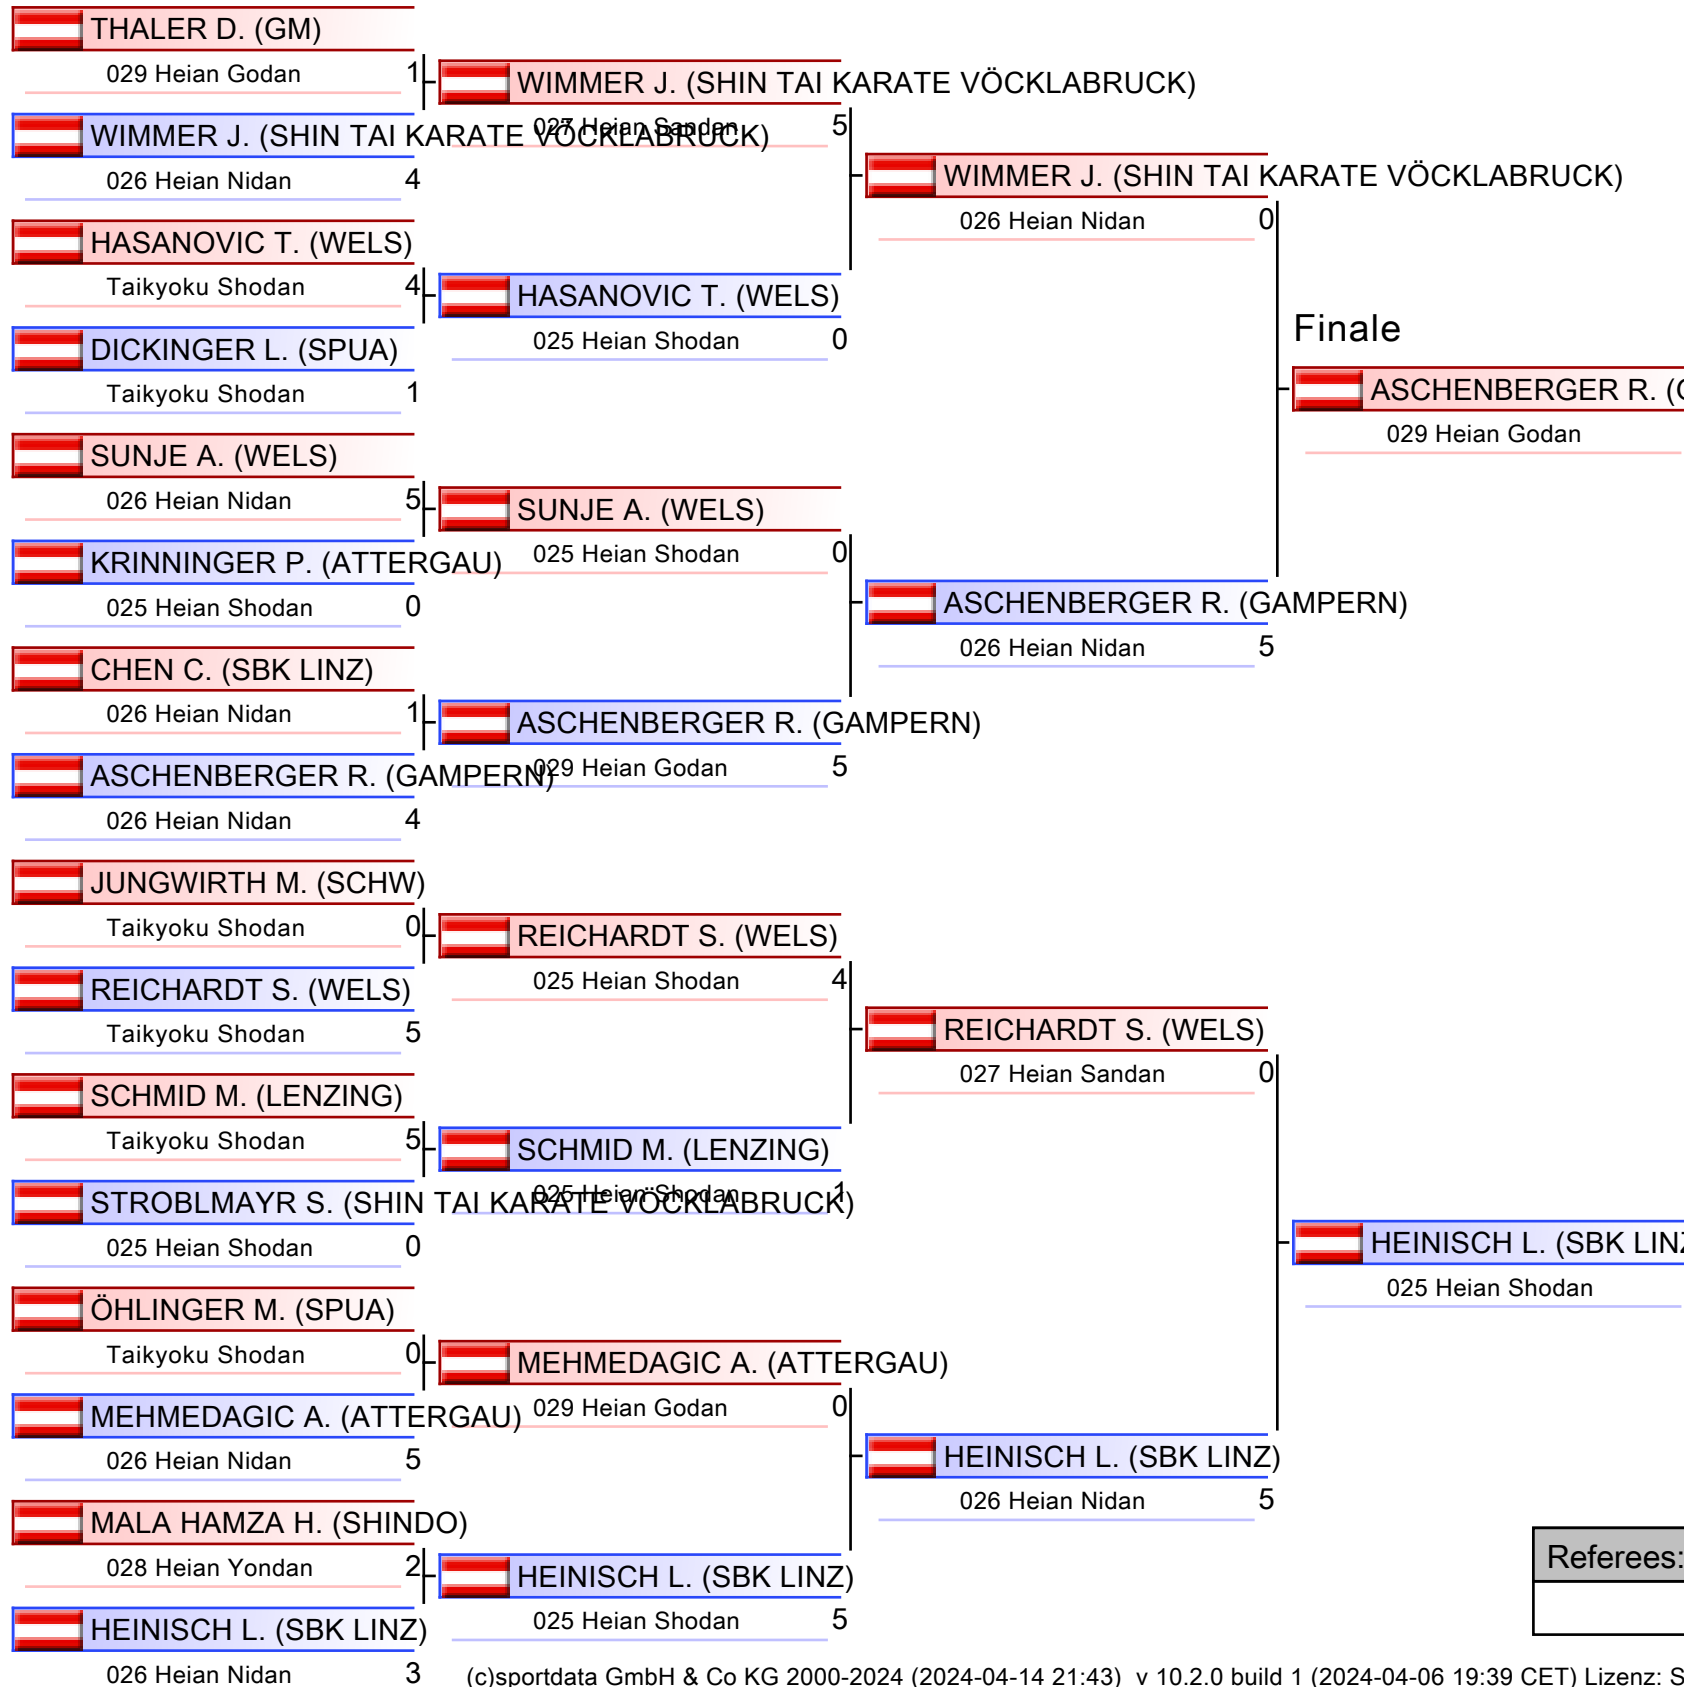 THALER D. (GM)
029 Heian Godan 1
WIMMER J. (SHIN TAI KARATE VÖCKLABRUCK)
026 Heian Nidan 4
HASANOVIC T. (WELS)
Taikyoku Shodan 4
DICKINGER L. (SPUA)
Taikyoku Shodan 1
SUNJE A. (WELS)
026 Heian Nidan 5
KRINNINGER P. (ATTERGAU)
025 Heian Shodan 0
CHEN C. (SBK LINZ)
026 Heian Nidan 1
ASCHENBERGER R. (GAMPERN)
026 Heian Nidan 4
JUNGWIRTH M. (SCHW)
Taikyoku Shodan 0
REICHARDT S. (WELS)
Taikyoku Shodan 5
SCHMID M. (LENZING)
Taikyoku Shodan 5
STROBLMAYR S. (SHIN TAI KARATE VÖCKLABRUCK)
025 Heian Shodan 0
ÖHLINGER M. (SPUA)
Taikyoku Shodan 0
MEHMEDAGIC A. (ATTERGAU)
026 Heian Nidan 5
MALA HAMZA H. (SHINDO)
028 Heian Yondan 2
HEINISCH L. (SBK LINZ)
026 Heian Nidan 3
WIMMER J. (SHIN TAI KARATE VÖCKLABRUCK)
027 Heian Sandan 5
HASANOVIC T. (WELS)
025 Heian Shodan 0
SUNJE A. (WELS)
025 Heian Shodan 0
ASCHENBERGER R. (GAMPERN)
029 Heian Godan 5
REICHARDT S. (WELS)
025 Heian Shodan 4
SCHMID M. (LENZING)
025 Heian Shodan 1
MEHMEDAGIC A. (ATTERGAU)
029 Heian Godan 0
HEINISCH L. (SBK LINZ)
025 Heian Shodan 5
WIMMER J. (SHIN TAI KARATE VÖCKLABRUCK)
026 Heian Nidan 0
ASCHENBERGER R. (GAMPERN)
026 Heian Nidan 5
REICHARDT S. (WELS)
027 Heian Sandan 0
HEINISCH L. (SBK LINZ)
026 Heian Nidan 5
Finale
ASCHENBERGER R. (
029 Heian Godan
HEINISCH L. (SBK LINZ
025 Heian Shodan
Referees:
(c)sportdata GmbH & Co KG 2000-2024 (2024-04-14 21:43) v 10.2.0 build 1 (2024-04-06 19:39 CET) Lizenz: S